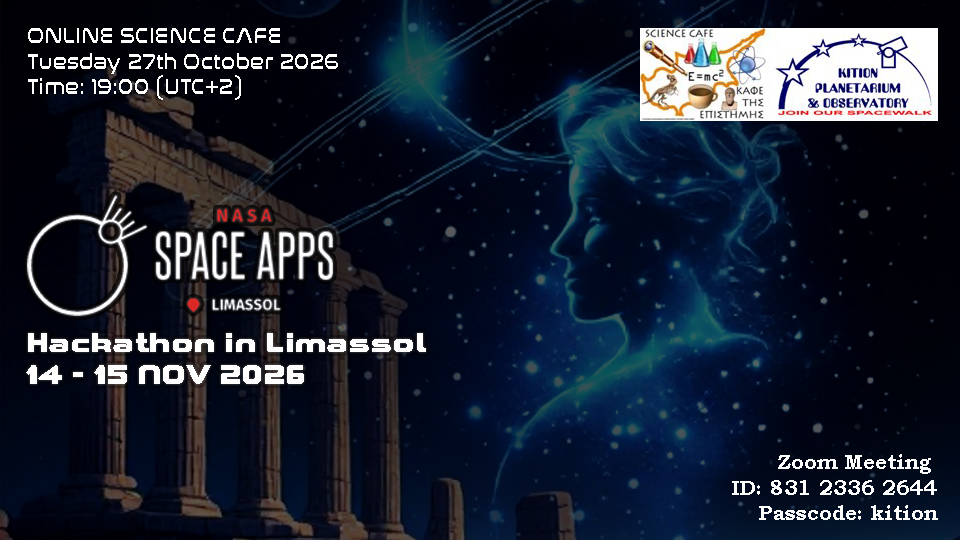 ONLINE SCIENCE CAFE
Tuesday 27th October 2026
Time: 19:00 (UTC+2)
SCIENCE CAFE
E=mc²
ΚΑΦΕ
ΤΗΣ
ΕΠΙΣΤΗΜΗΣ
KITION
PLANETARIUM
& OBSERVATORY
JOIN OUR SPACEWALK
NASA
SPACE APPS
LIMASSOL
Hackathon in Limassol
14 - 15 NOV 2026
Zoom Meeting
ID: 831 2336 2644
Passcode: kition